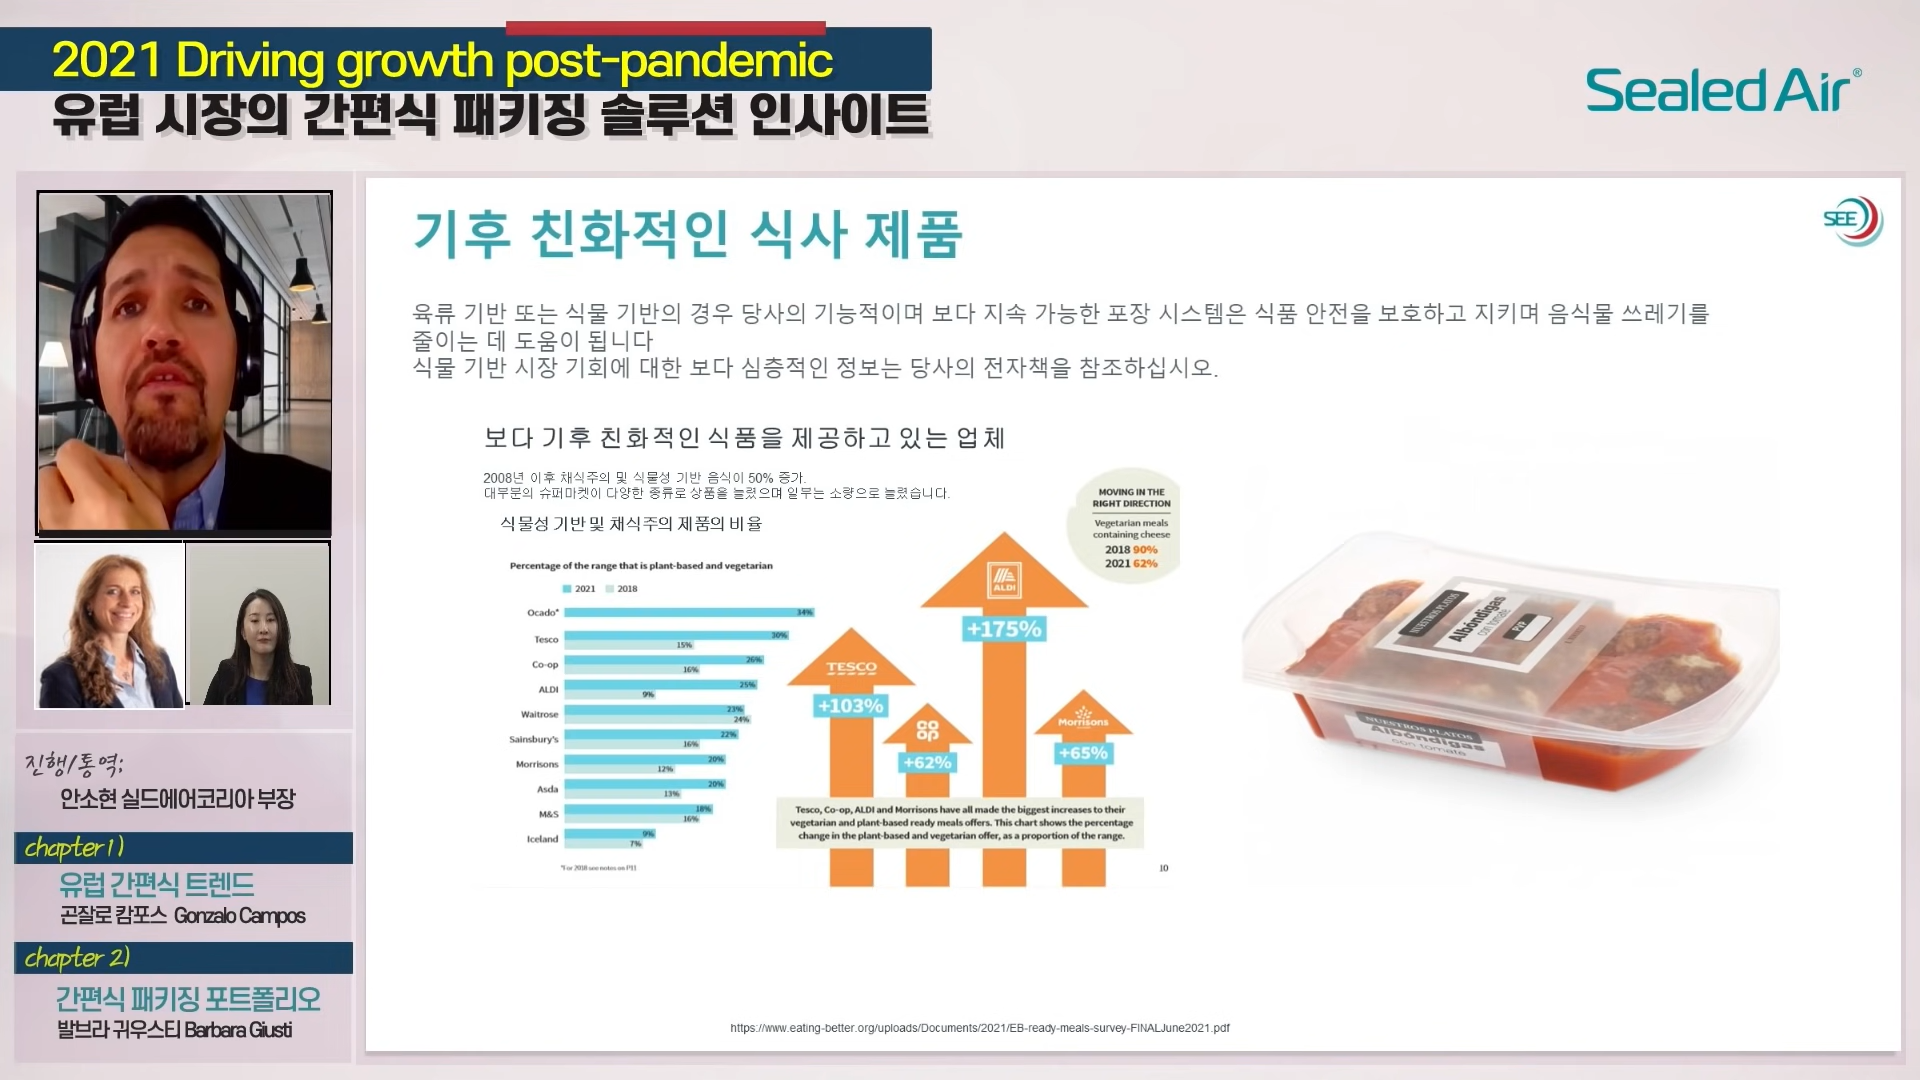 2021 Driving growth post-pandemic
유럽 시장의 간편식 패키징 솔루션 인사이트
Sealed Air®
진행/통역;
안소현 실드에어코리아 부장
chapter 1)
유럽 간편식 트렌드
곤잘로 캄포스 Gonzalo Campos
chapter 2)
간편식 패키징 포트폴리오
발브라 귀우스티 Barbara Giusti
기후 친화적인 식사 제품
SEE
육류 기반 또는 식물 기반의 경우 당사의 기능적이며 보다 지속 가능한 포장 시스템은 식품 안전을 보호하고 지키며 음식물 쓰레기를
줄이는 데 도움이 됩니다
식물 기반 시장 기회에 대한 보다 심층적인 정보는 당사의 전자책을 참조하십시오.
보다 기후 친화적인 식품을 제공하고 있는 업체
2008년 이후 채식주의 및 식물성 기반 음식이 50% 증가.
대부분의 슈퍼마켓이 다양한 종류로 상품을 늘렸으며 일부는 소량으로 늘렸습니다.
식물성 기반 및 채식주의 제품의 비율
Percentage of the range that is plant-based and vegetarian
2021 2018
Ocado* 34%
Tesco 30%
15%
Co-op 26%
16%
ALDI 25%
9%
Waitrose 23%
24%
Sainsbury's 22%
16%
Morrisons 20%
12%
Asda 20%
13%
M&S 18%
16%
Iceland 9%
7%
*For 2018 see notes on P11
MOVING IN THE
RIGHT DIRECTION
Vegetarian meals
containing cheese
2018 90%
2021 62%
ALDI
+175%
TESCO
+103%
CO
OP
+62%
Morrisons
+65%
Tesco, Co-op, ALDI and Morrisons have all made the biggest increases to their
vegetarian and plant-based ready meals offers. This chart shows the percentage
change in the plant-based and vegetarian offer, as a proportion of the range.
10
NUESTROS PLATOS
Albóndigas
con tomate
PVP
NUESTROS PLATOS
Albóndigas
con tomate
https://www.eating-better.org/uploads/Documents/2021/EB-ready-meals-survey-FINALJune2021.pdf